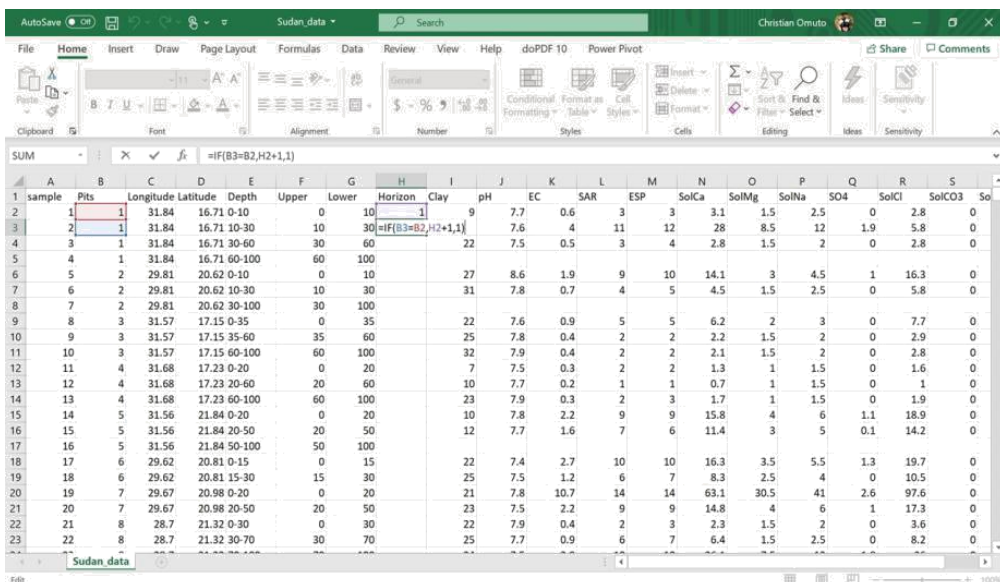 AutoSave Off Sudan_data Search Christian Omuto
File Home Insert Draw Page Layout Formulas Data Review View Help doPDF 10 Power Pivot Share Comments
Paste 11 A A General Insert Σ
B I U A $ % 9 Conditional Format as Cell Delete Sort & Find & Ideas Sensitivity
Formatting Table Styles Format Filter Select
Clipboard Font Alignment Number Styles Cells Editing Ideas Sensitivity
SUM fx =IF(B3=B2,H2+1,1)
A B C D E F G H I J K L M N O P Q R S
1 sample Pits Longitude Latitude Depth Upper Lower Horizon Clay pH EC SAR ESP SolCa SolMg SolNa SO4 SolCl SolCO3 So
2 1 1 31.84 16.71 0-10 0 10 1 9 7.7 0.6 3 3 3.1 1.5 2.5 0 2.8 0
3 2 1 31.84 16.71 10-30 10 30 =IF(B3=B2,H2+1,1) 7.6 4 11 12 28 8.5 12 1.9 5.8 0
4 3 1 31.84 16.71 30-60 30 60 22 7.5 0.5 3 4 2.8 1.5 2 0 2.8 0
5 4 1 31.84 16.71 60-100 60 100
6 5 2 29.81 20.62 0-10 0 10 27 8.6 1.9 9 10 14.1 3 4.5 1 16.3 0
7 6 2 29.81 20.62 10-30 10 30 31 7.8 0.7 4 5 4.5 1.5 2.5 0 5.8 0
8 7 2 29.81 20.62 30-100 30 100
9 8 3 31.57 17.15 0-35 0 35 22 7.6 0.9 5 5 6.2 2 3 0 7.7 0
10 9 3 31.57 17.15 35-60 35 60 25 7.8 0.4 2 2 2.2 1.5 2 0 2.9 0
11 10 3 31.57 17.15 60-100 60 100 32 7.9 0.4 2 2 2.1 1.5 2 0 2.8 0
12 11 4 31.68 17.23 0-20 0 20 7 7.5 0.3 2 2 1.3 1 1.5 0 1.6 0
13 12 4 31.68 17.23 20-60 20 60 10 7.7 0.2 1 1 0.7 1 1.5 0 1 0
14 13 4 31.68 17.23 60-100 60 100 23 7.9 0.3 2 3 1.7 1 1.5 0 1.9 0
15 14 5 31.56 21.84 0-20 0 20 10 7.8 2.2 9 9 15.8 4 6 1.1 18.9 0
16 15 5 31.56 21.84 20-50 20 50 12 7.7 1.6 7 6 11.4 3 5 0.1 14.2 0
17 16 5 31.56 21.84 50-100 50 100
18 17 6 29.62 20.81 0-15 0 15 22 7.4 2.7 10 10 16.3 3.5 5.5 1.3 19.7 0
19 18 6 29.62 20.81 15-30 15 30 25 7.5 1.2 6 7 8.3 2.5 4 0 10.5 0
20 19 7 29.67 20.98 0-20 0 20 21 7.8 10.7 14 14 63.1 30.5 41 2.6 97.6 0
21 20 7 29.67 20.98 20-50 20 50 23 7.5 2.2 9 9 14.8 4 6 1 17.3 0
22 21 8 28.7 21.32 0-30 0 30 22 7.9 0.4 2 3 2.3 1.5 2 0 3.6 0
23 22 8 28.7 21.32 30-70 30 70 25 7.7 0.9 6 7 6.4 1.5 2.5 0 8.2 0
Sudan_data
Edit 100%